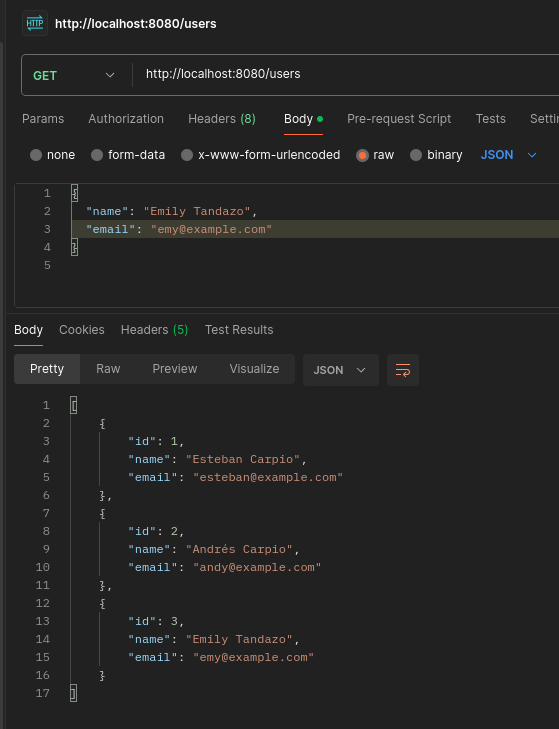 HTTP http://localhost:8080/users
GET http://localhost:8080/users
Params Authorization Headers (8) Body Pre-request Script Tests Setti
none form-data x-www-form-urlencoded raw binary JSON
1 {
2 "name": "Emily Tandazo",
3 "email": "emy@example.com"
4 }
5
Body Cookies Headers (5) Test Results
Pretty Raw Preview Visualize JSON
1 [
2 {
3 "id": 1,
4 "name": "Esteban Carpio",
5 "email": "esteban@example.com"
6 },
7 {
8 "id": 2,
9 "name": "Andrés Carpio",
10 "email": "andy@example.com"
11 },
12 {
13 "id": 3,
14 "name": "Emily Tandazo",
15 "email": "emy@example.com"
16 }
17 ]